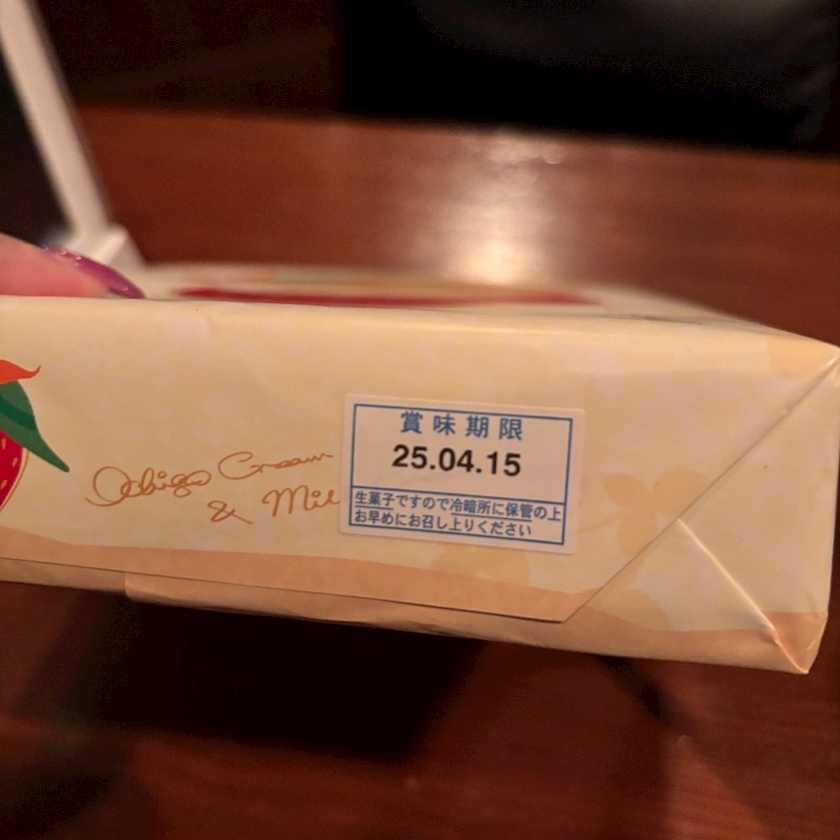 Ichigo Cream
& Mil
賞味期限
25.04.15
生菓子ですので冷暗所に保管の上
お早めにお召し上りください